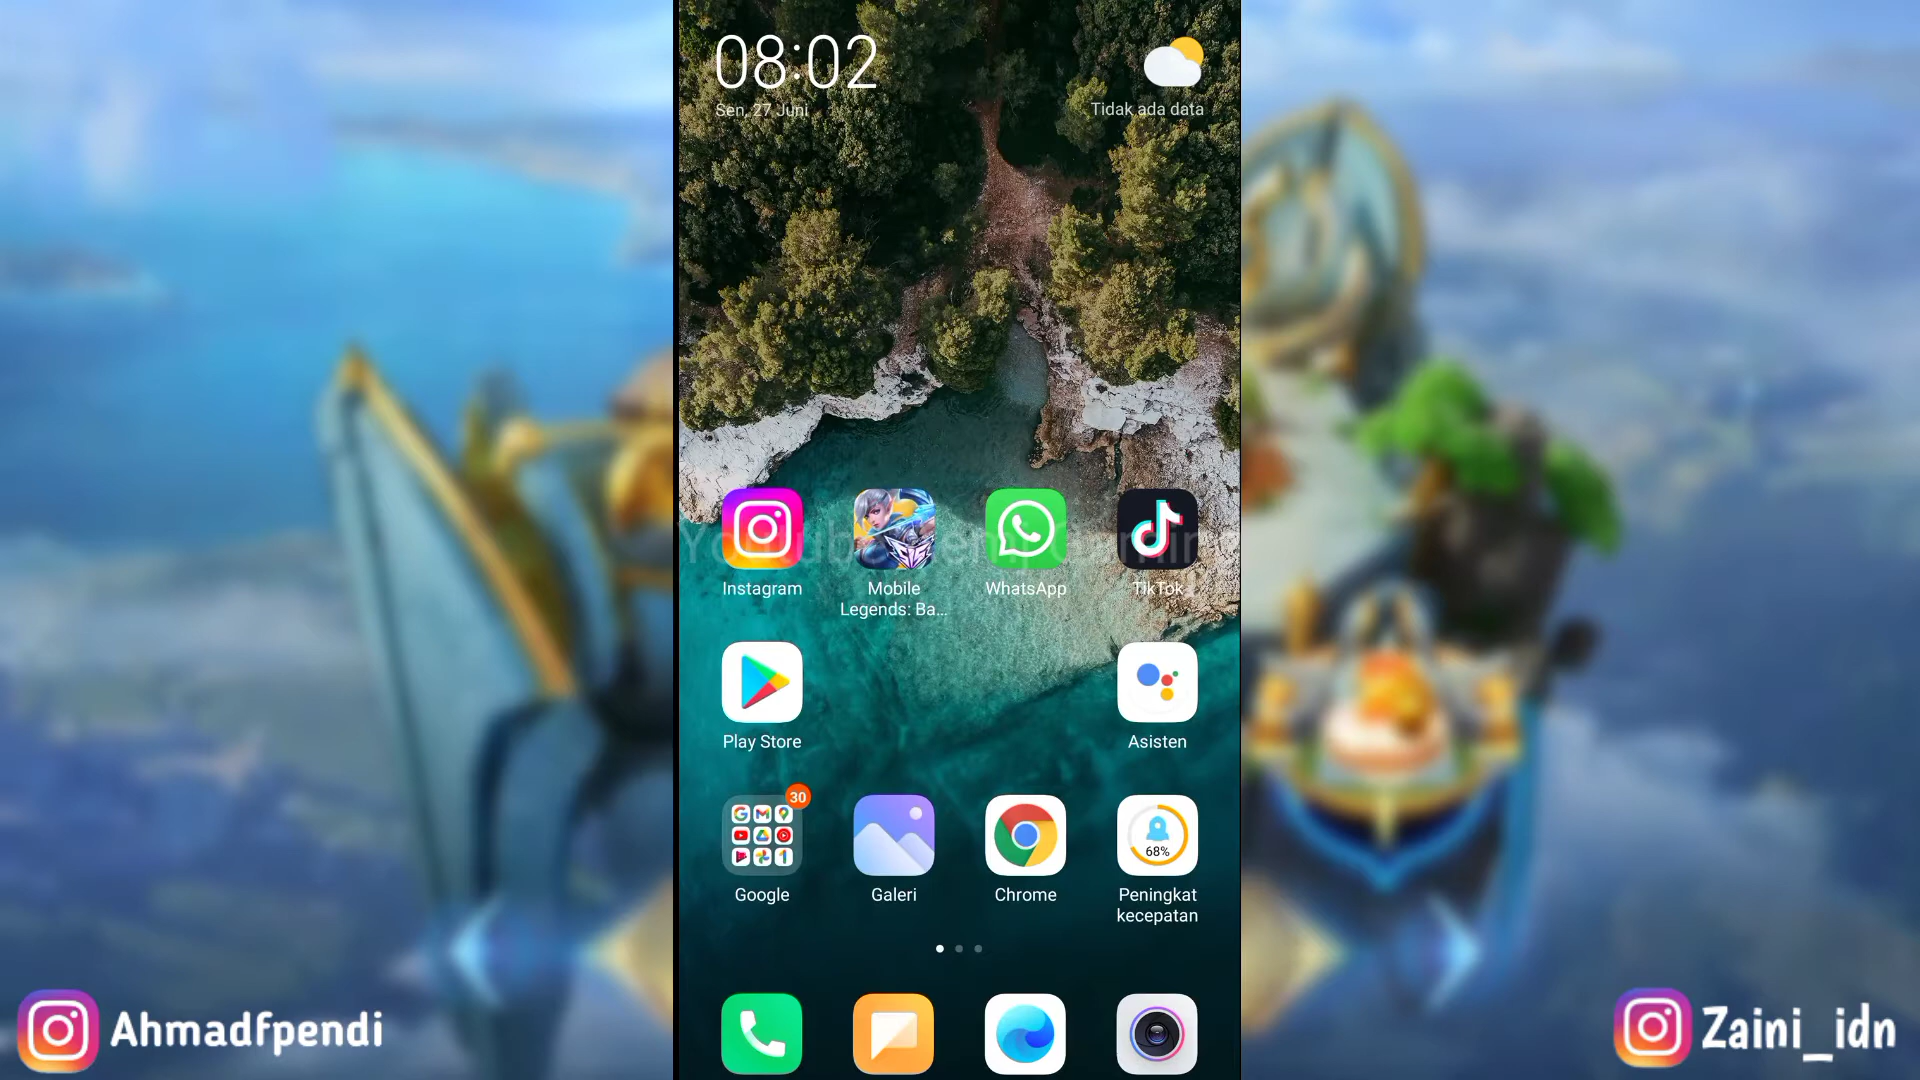 08:02
Sen, 27 Juni
Tidak ada data
Instagram
Mobile
Legends: Ba...
WhatsApp
TikTok
Play Store
Asisten
30
68%
Google
Galeri
Chrome
Peningkat
kecepatan
Ahmadfpendi
Zaini_idn